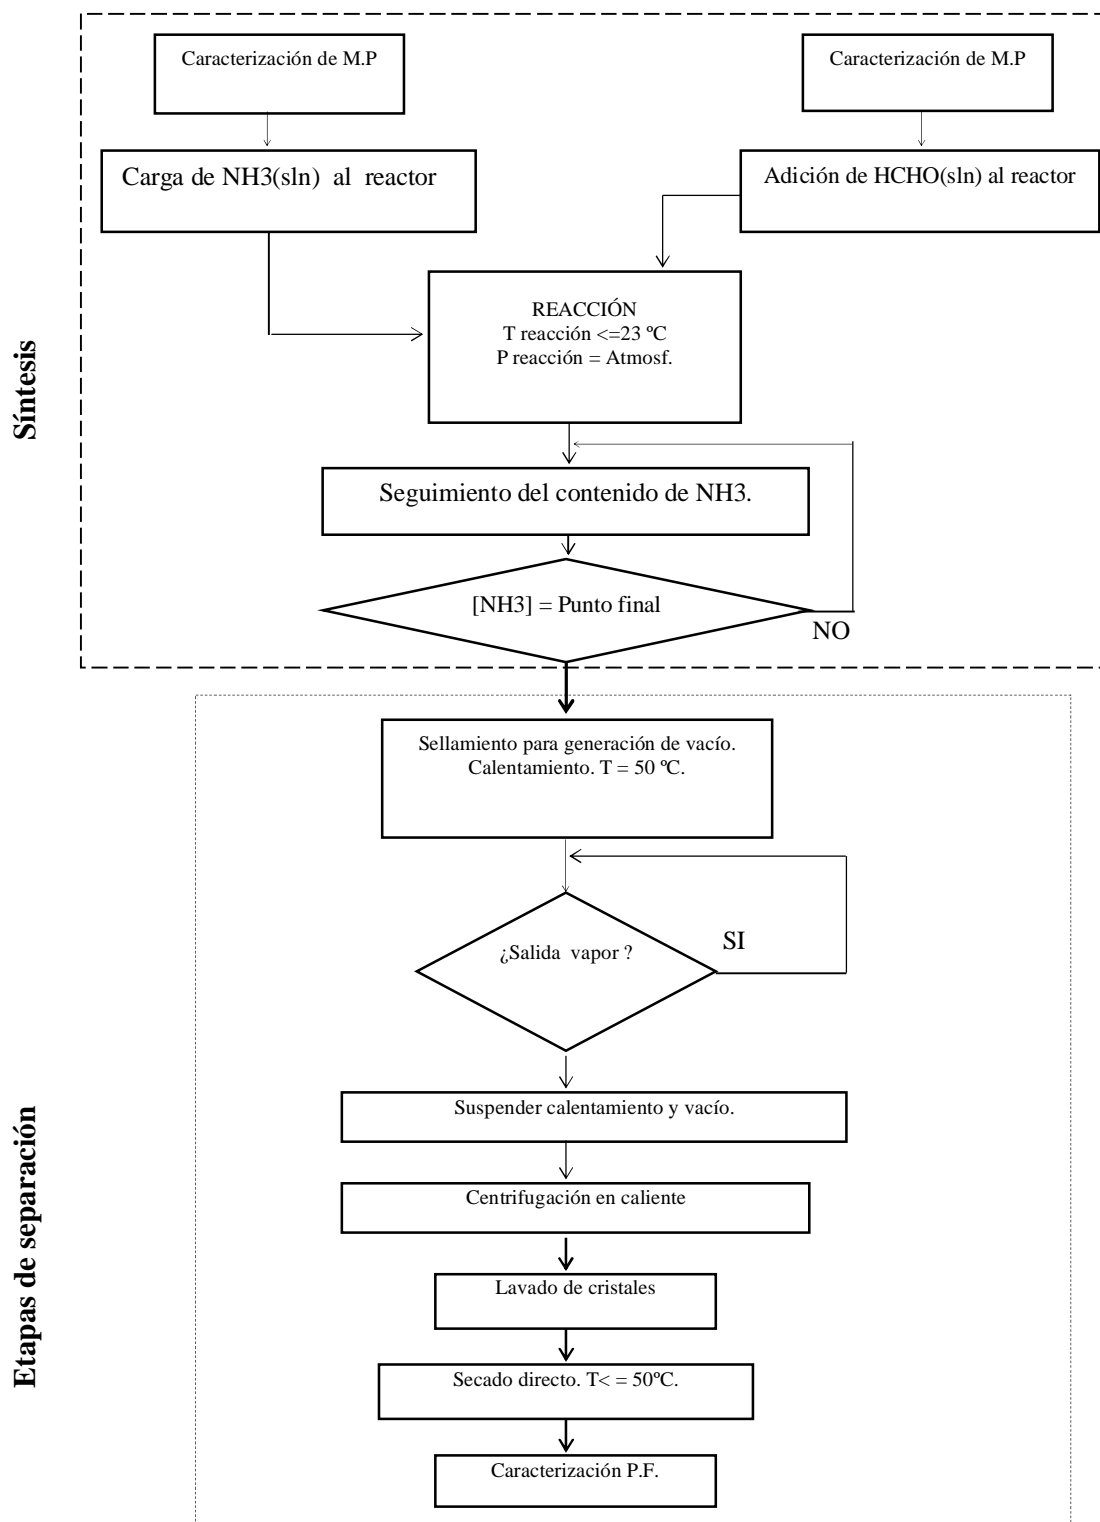 Síntesis
Caracterización de M.P
Caracterización de M.P
Carga de NH3(sln) al reactor
Adición de HCHO(sln) al reactor
REACCIÓN
T reacción <=23 ºC
P reacción = Atmosf.
Seguimiento del contenido de NH3.
[NH3] = Punto final
NO
Etapas de separación
Sellamiento para generación de vacío.
Calentamiento. T = 50 ºC.
¿Salida vapor ?
SI
Suspender calentamiento y vacío.
Centrifugación en caliente
Lavado de cristales
Secado directo. T< = 50ºC.
Caracterización P.F.